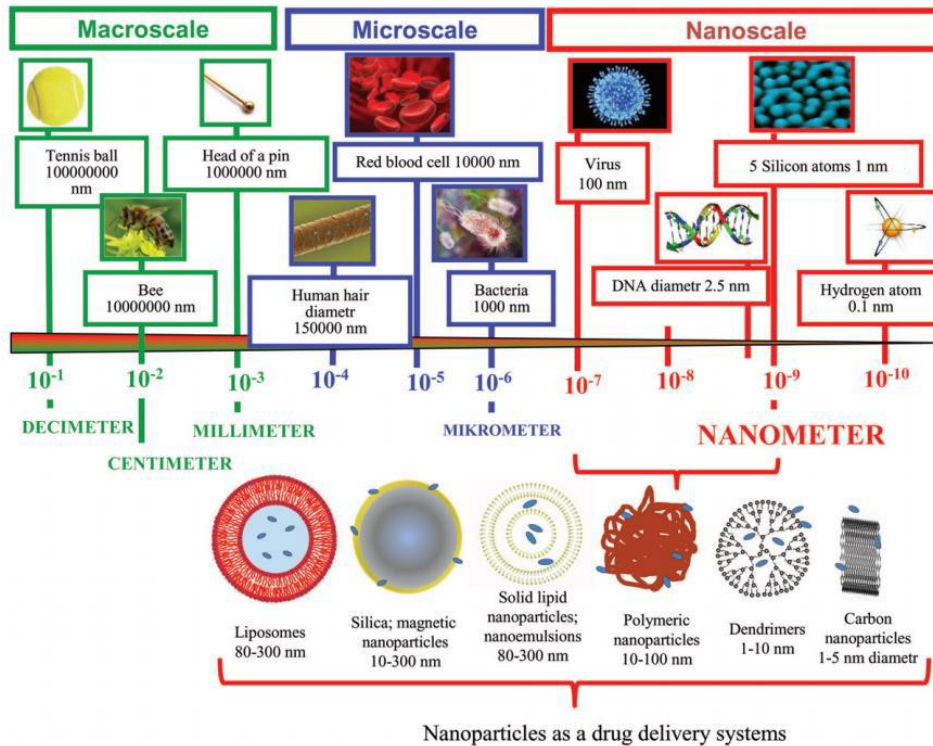 Macroscale
Microscale
Nanoscale
Tennis ball
100000000
nm
Head of a pin
1000000 nm
Red blood cell 10000 nm
Virus
100 nm
5 Silicon atoms 1 nm
Bee
10000000 nm
Human hair
diametr
150000 nm
Bacteria
1000 nm
DNA diametr 2.5 nm
Hydrogen atom
0.1 nm
10-1
10-2
10-3
10-4
10-5
10-6
10-7
10-8
10-9
10-10
DECIMETER
CENTIMETER
MILLIMETER
MIKROMETER
NANOMETER
Liposomes
80-300 nm
Silica; magnetic
nanoparticles
10-300 nm
Solid lipid
nanoparticles;
nanoemulsions
80-300 nm
Polymeric
nanoparticles
10-100 nm
Dendrimers
1-10 nm
Carbon
nanoparticles
1-5 nm diametr
Nanoparticles as a drug delivery systems